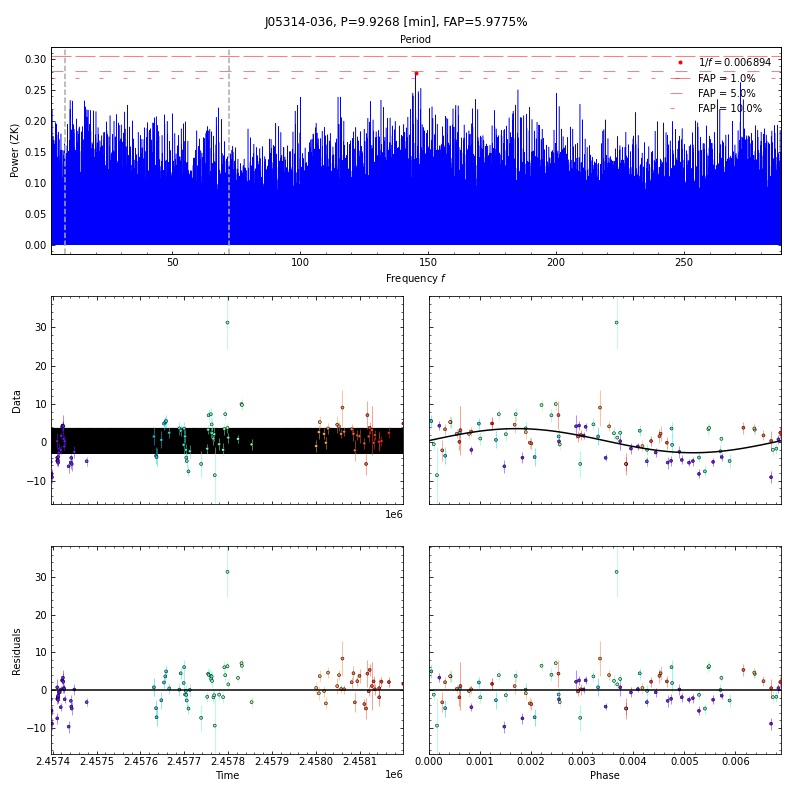 J05314-036, P=9.9268 [min], FAP=5.9775%
Period
Power (ZK)
0.30
0.25
0.20
0.15
0.10
0.05
0.00
1/f = 0.006894
FAP = 1.0%
FAP = 5.0%
FAP = 10.0%
50
100
150
200
250
Frequency f
Data
30
20
10
0
−10
1e6
Residuals
30
20
10
0
−10
2.4574
2.4575
2.4576
2.4577
2.4578
2.4579
2.4580
2.4581
1e6
Time
0.000
0.001
0.002
0.003
0.004
0.005
0.006
Phase